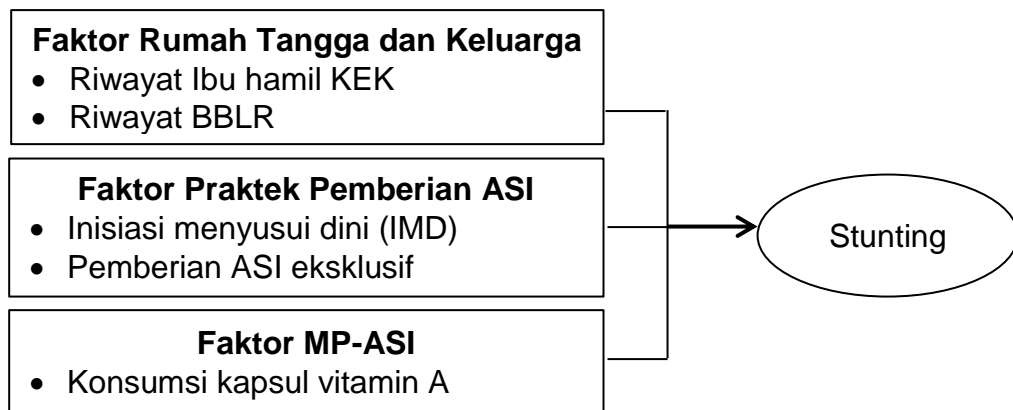 Faktor Rumah Tangga dan Keluarga
• Riwayat Ibu hamil KEK
• Riwayat BBLR
Faktor Praktek Pemberian ASI
• Inisiasi menyusui dini (IMD)
• Pemberian ASI eksklusif
Stunting
Faktor MP-ASI
• Konsumsi kapsul vitamin A